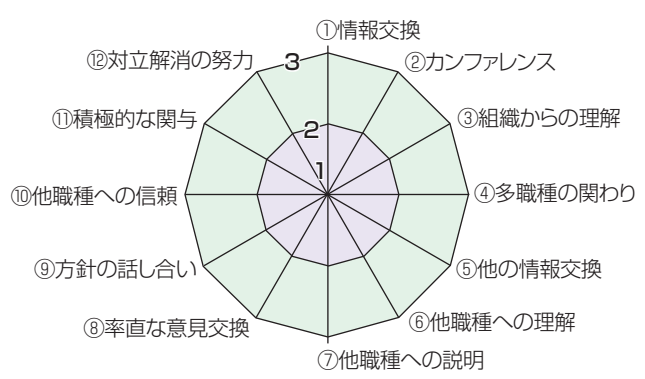 ①情報交換
②カンファレンス
③組織からの理解
④多職種の関わり
⑤他の情報交換
⑥他職種への理解
⑦他職種への説明
⑧率直な意見交換
⑨方針の話し合い
⑩他職種への信頼
⑪積極的な関与
⑫対立解消の努力
3
2
1